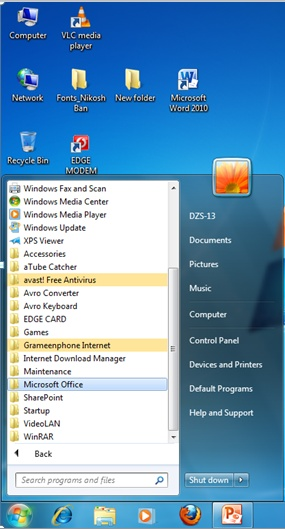 Computer
VLC media
player
Network
Fonts_Nikosh
Ban
New folder
Microsoft
Word 2010
Recycle Bin
EDGE
MODEM
Windows Fax and Scan
Windows Media Center
Windows Media Player
Windows Update
XPS Viewer
Accessories
aTube Catcher
avast! Free Antivirus
Avro Converter
Avro Keyboard
EDGE CARD
Games
Grameenphone Internet
Internet Download Manager
Maintenance
Microsoft Office
SharePoint
Startup
VideoLAN
WinRAR
Back
Search programs and files
DZS-13
Documents
Pictures
Music
Computer
Control Panel
Devices and Printers
Default Programs
Help and Support
Shut down